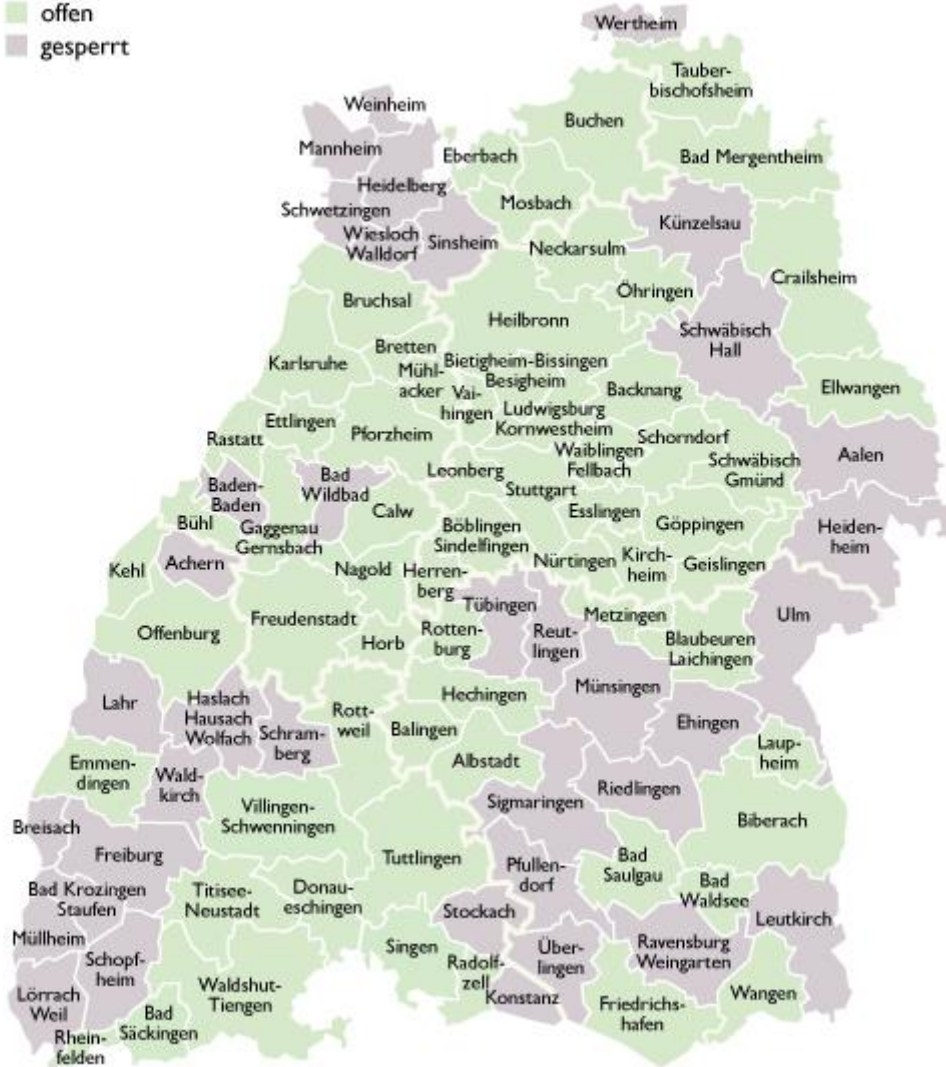 offen
gesperrt
Wertheim
Tauber-
bischofsheim
Weinheim
Buchen
Mannheim
Eberbach
Bad Mergentheim
Heidelberg
Mosbach
Schwetzingen
Künzelsau
Wiesloch
Walldorf
Sinsheim
Neckarsulm
Crailsheim
Öhringen
Bruchsal
Heilbronn
Schwäbisch
Hall
Bretten
Karlsruhe
Mühl-
acker
Bietigheim-Bissingen
Besigheim
Backnang
Ellwangen
Vai-
hingen
Ludwigsburg
Kornwestheim
Ettlingen
Pforzheim
Rastatt
Waiblingen
Fellbach
Schorndorf
Aalen
Leonberg
Schwäbisch
Gmünd
Bad
Wildbad
Baden-
Baden
Stuttgart
Calw
Esslingen
Bühl
Gaggenau
Gernsbach
Böblingen
Sindelfingen
Göppingen
Heiden-
heim
Achern
Kehl
Nagold
Herren-
berg
Nürtingen
Kirch-
heim
Geislingen
Tübingen
Metzingen
Ulm
Offenburg
Freudenstadt
Horb
Rotten-
burg
Reut-
lingen
Blaubeuren
Laichingen
Lahr
Haslach
Hausach
Wolfach
Schram-
berg
Rott-
weil
Hechingen
Münsingen
Balingen
Ehingen
Emmen-
dingen
Albstadt
Laup-
heim
Wald-
kirch
Villingen-
Schwenningen
Sigmaringen
Riedlingen
Biberach
Breisach
Freiburg
Tuttlingen
Pfullen-
dorf
Bad
Saulgau
Bad Krozingen
Staufen
Titisee-
Neustadt
Donau-
eschingen
Bad
Waldsee
Stockach
Leutkirch
Müllheim
Singen
Über-
lingen
Ravensburg
Weingarten
Schopf-
heim
Radolf-
zell
Lörrach
Weil
Waldshut-
Tiengen
Konstanz
Wangen
Bad
Säckingen
Friedrichs-
hafen
Rhein-
felden